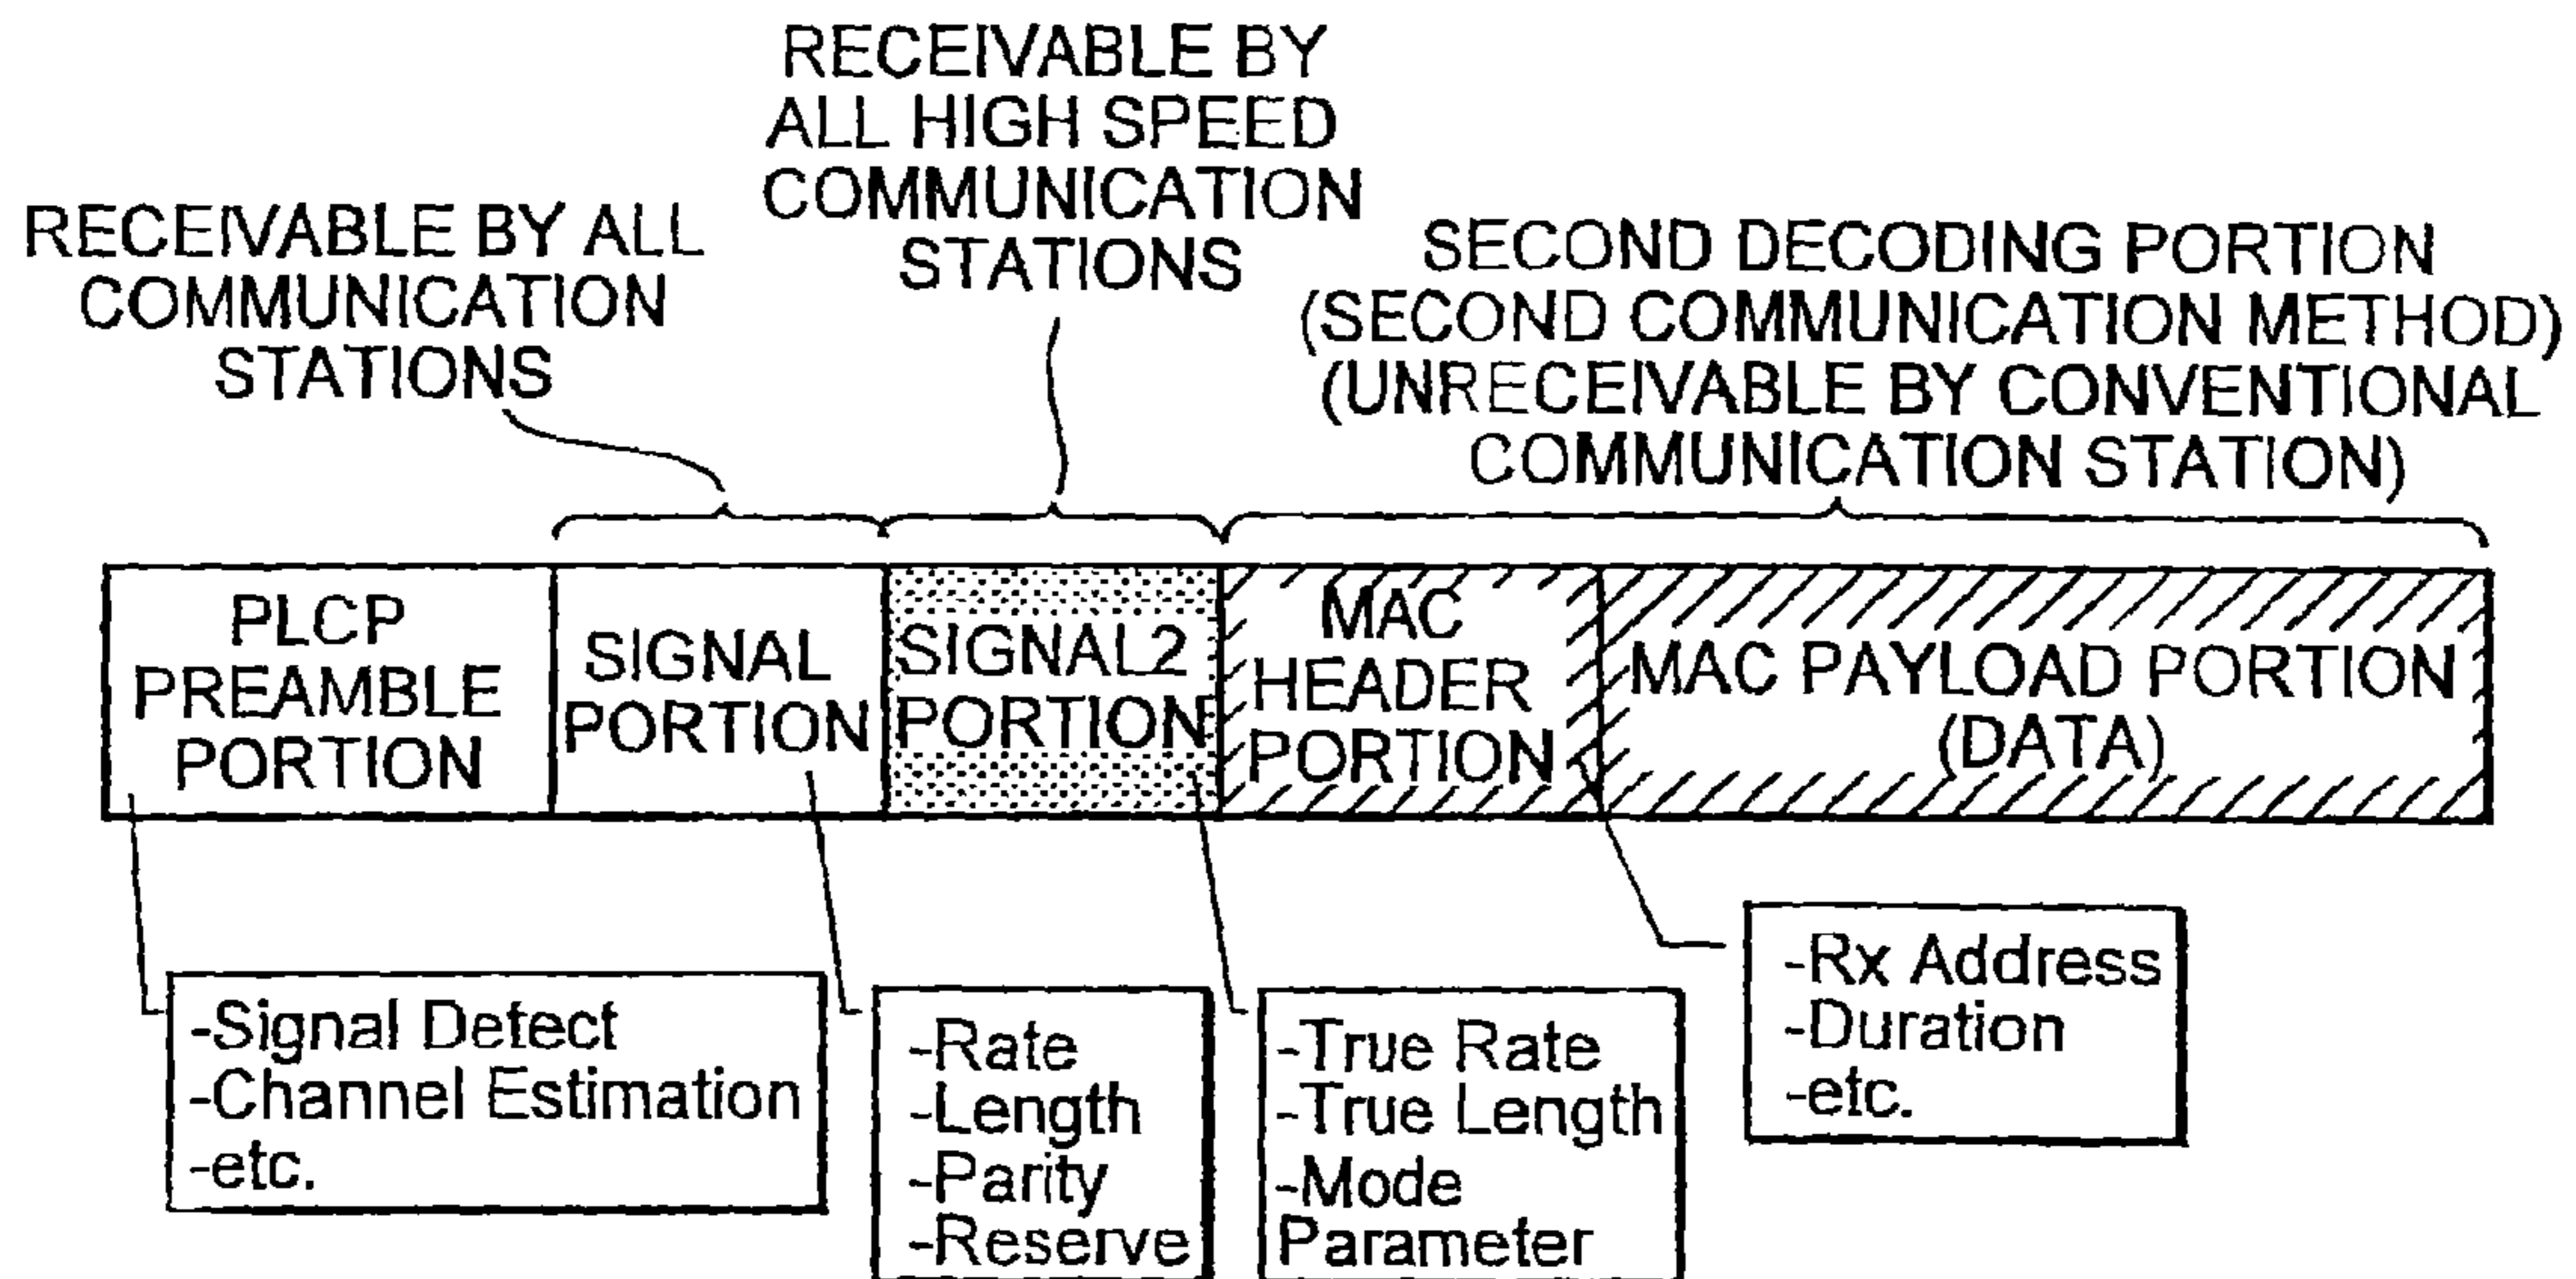 RECEIVABLE BY ALL
COMMUNICATION
STATIONS
RECEIVABLE BY
ALL HIGH SPEED
COMMUNICATION
STATIONS
SECOND DECODING PORTION
(SECOND COMMUNICATION METHOD)
(UNRECEIVABLE BY CONVENTIONAL
COMMUNICATION STATION)
PLCP
PREAMBLE
PORTION
SIGNAL
PORTION
SIGNAL2
PORTION
MAC
HEADER
PORTION
MAC PAYLOAD PORTION
(DATA)
-Signal Detect
-Channel Estimation
-etc.
-Rate
-Length
-Parity
-Reserve
-True Rate
-True Length
-Mode
Parameter
-Rx Address
-Duration
-etc.